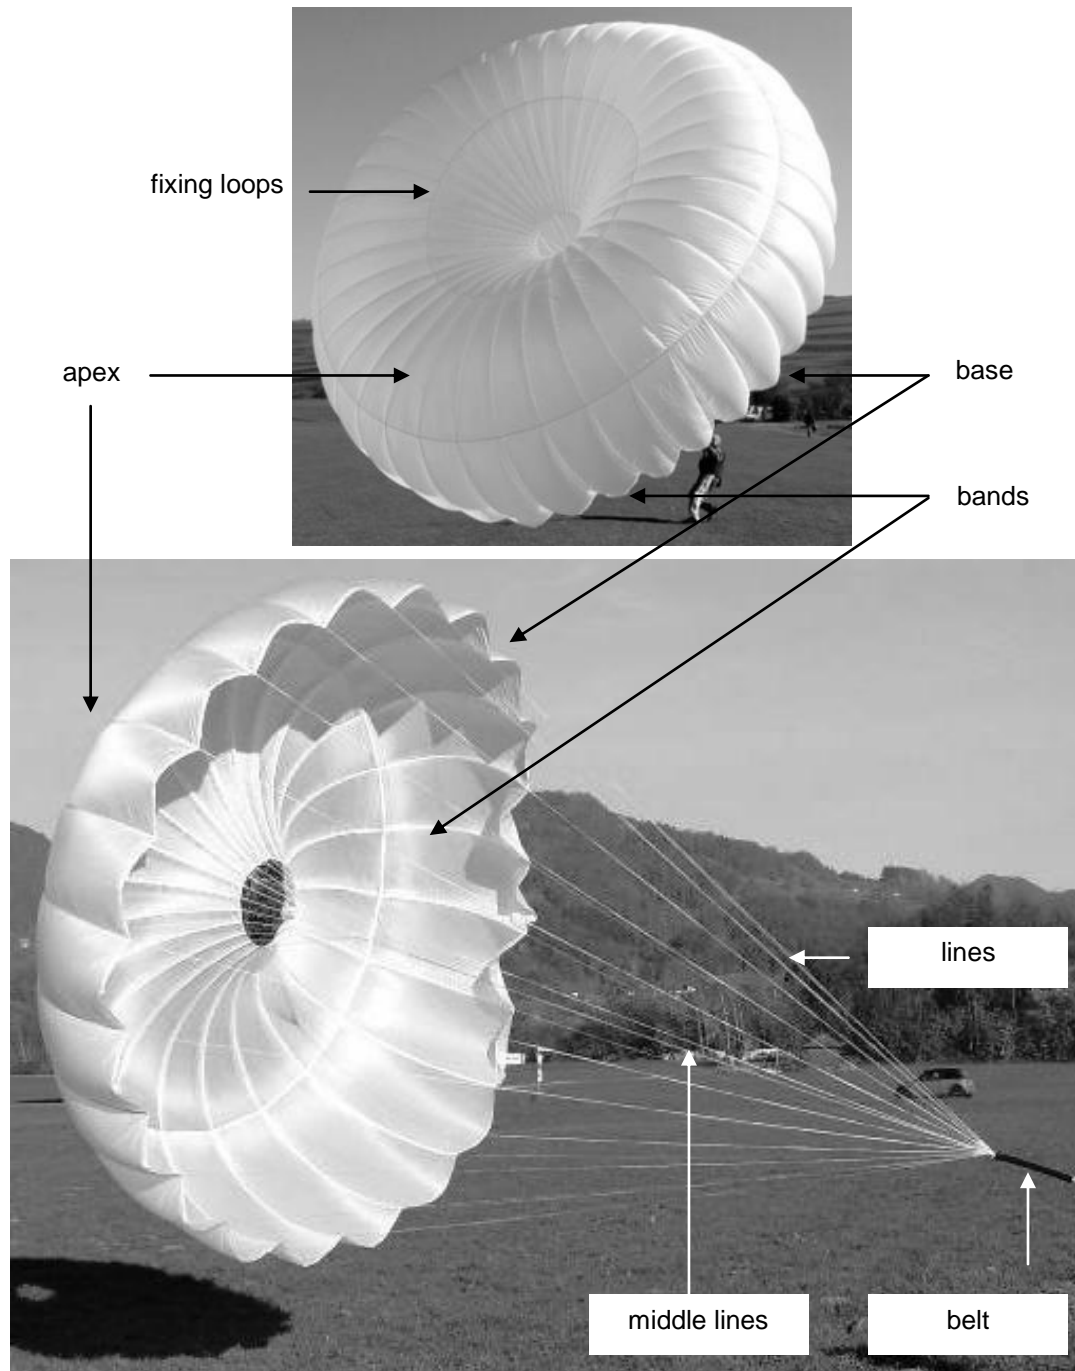 fixing loops
apex
base
bands
lines
middle lines
belt